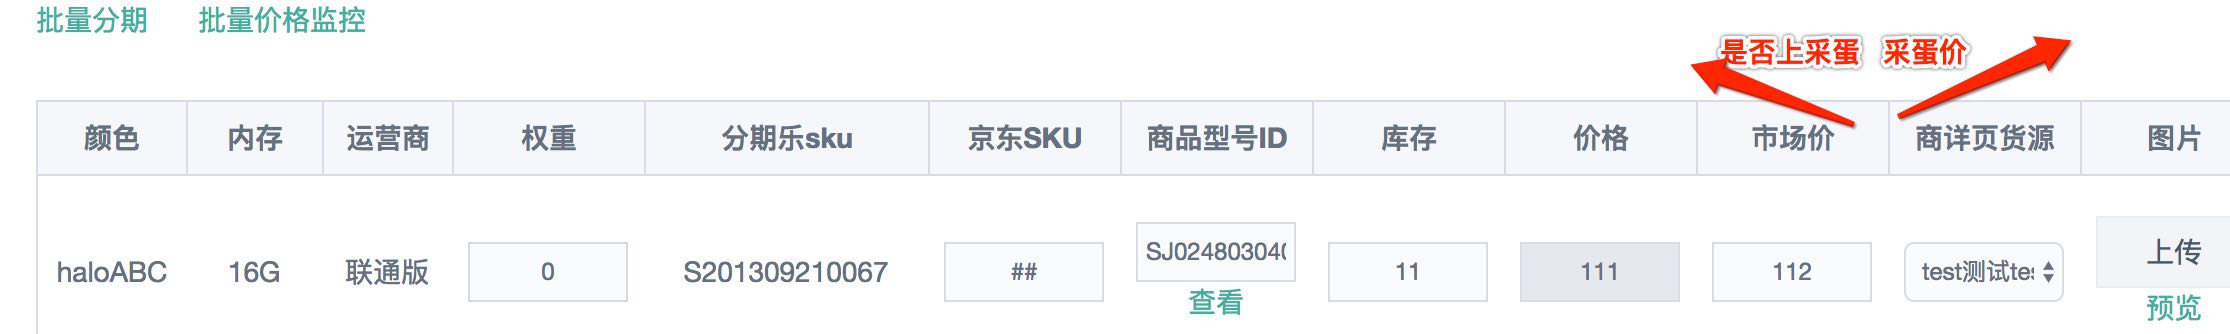 批量分期 批量价格监控
是否上采蛋 采蛋价
颜色 内存 运营商 权重 分期乐sku 京东SKU 商品型号ID 库存 价格 市场价 商详页货源 图片
haloABC 16G 联通版 0 S201309210067 ## SJ02480304 11 111 112 test测试te 上传
查看 预览